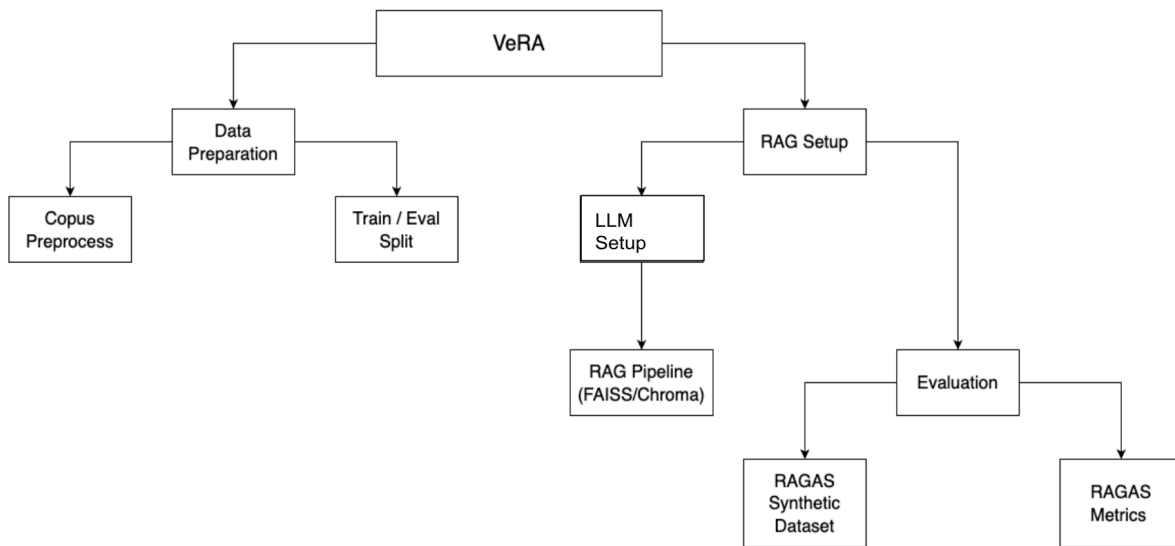 VeRA
Data
Preparation
RAG Setup
Copus
Preprocess
Train / Eval
Split
LLM
Setup
RAG Pipeline
(FAISS/Chroma)
Evaluation
RAGAS
Synthetic
Dataset
RAGAS
Metrics